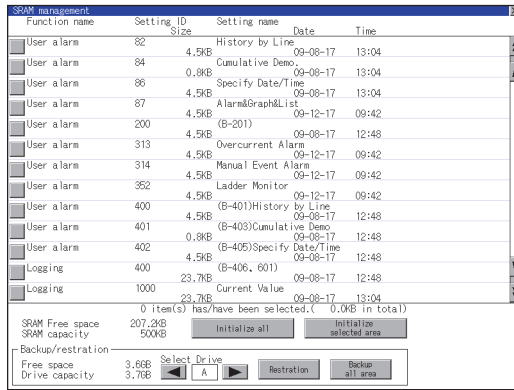 SRAM management
Function name Setting ID Setting name
Size Date Time
User alarm 82 History by Line
4.5KB 09-08-17 13:04
User alarm 84 Cumulative Demo.
0.8KB 09-08-17 13:04
User alarm 86 Specify Date/Time
4.5KB 09-08-17 13:04
User alarm 87 Alarm&Graph&List
4.5KB 09-12-17 09:42
User alarm 200 (B-201)
4.5KB 09-08-17 12:48
User alarm 313 Overcurrent Alarm
4.5KB 09-12-17 09:42
User alarm 314 Manual Event Alarm
4.5KB 09-12-17 09:42
User alarm 352 Ladder Monitor
4.5KB 09-12-17 09:42
User alarm 400 (B-401)History by Line
4.5KB 09-08-17 12:48
User alarm 401 (B-403)Cumulative Demo
0.8KB 09-08-17 12:48
User alarm 402 (B-405)Specify Date/Time
4.5KB 09-08-17 12:48
Logging 400 (B-406, 601)
23.7KB 09-08-17 12:48
Logging 1000 Current Value
23.7KB 09-08-17 12:48
0 item(s) has/have been selected.( 0.0KB in total)
SRAM Free space 207.2KB
SRAM capacity 500KB
Initialize all
Initialize
selected area
Backup/restration
Free space 3.6GB
Drive capacity 3.7GB
Select Drive
A
Restration
Backup
all area